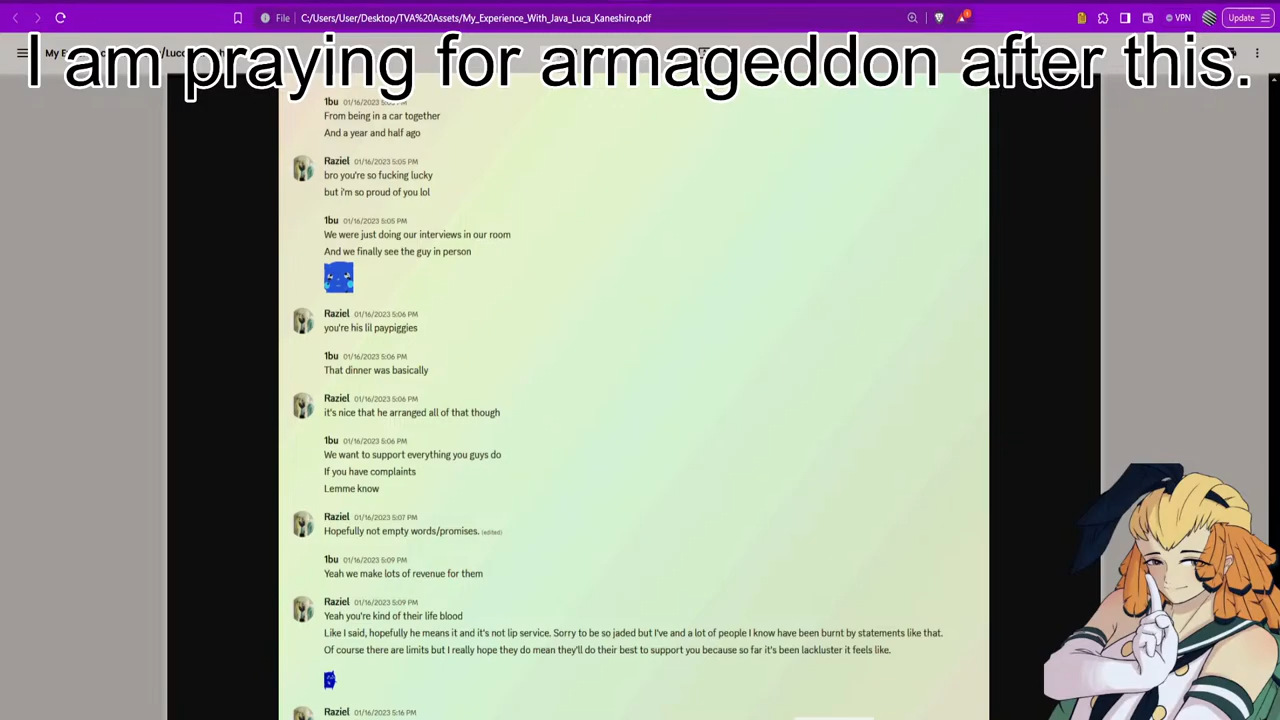 File
C:/Users/User/Desktop/TVA%20Assets/My_Experience_With_Java_Luca_Kaneshiro.pdf
VPN
Update
I am praying for armageddon after this.
1bu 01/16/2023
From being in a car together
And a year and half ago
Raziel 01/16/2023 5:05 PM
bro you're so fucking lucky
but i'm so proud of you lol
1bu 01/16/2023 5:05 PM
We were just doing our interviews in our room
And we finally see the guy in person
Raziel 01/16/2023 5:06 PM
you're his lil paypiggies
1bu 01/16/2023 5:06 PM
That dinner was basically
Raziel 01/16/2023 5:06 PM
it's nice that he arranged all of that though
1bu 01/16/2023 5:06 PM
We want to support everything you guys do
If you have complaints
Lemme know
Raziel 01/16/2023 5:07 PM
Hopefully not empty words/promises. (edited)
1bu 01/16/2023 5:09 PM
Yeah we make lots of revenue for them
Raziel 01/16/2023 5:09 PM
Yeah you're kind of their life blood
Like I said, hopefully he means it and it's not lip service. Sorry to be so jaded but I've and a lot of people I know have been burnt by statements like that.
Of course there are limits but I really hope they do mean they'll do their best to support you because so far it's been lackluster it feels like.
Raziel 01/16/2023 5:16 PM